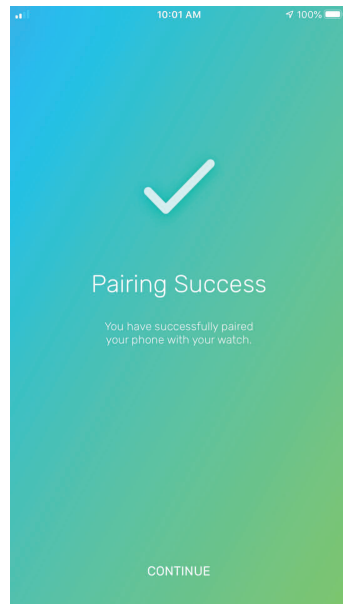 10:01 AM 100%
Pairing Success
You have successfully paired
your phone with your watch.
CONTINUE